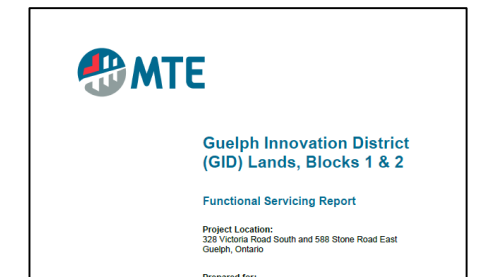 MTE
Guelph Innovation District
(GID) Lands, Blocks 1 & 2
Functional Servicing Report
Project Location:
328 Victoria Road South and 588 Stone Road East
Guelph, Ontario
Prepared for: